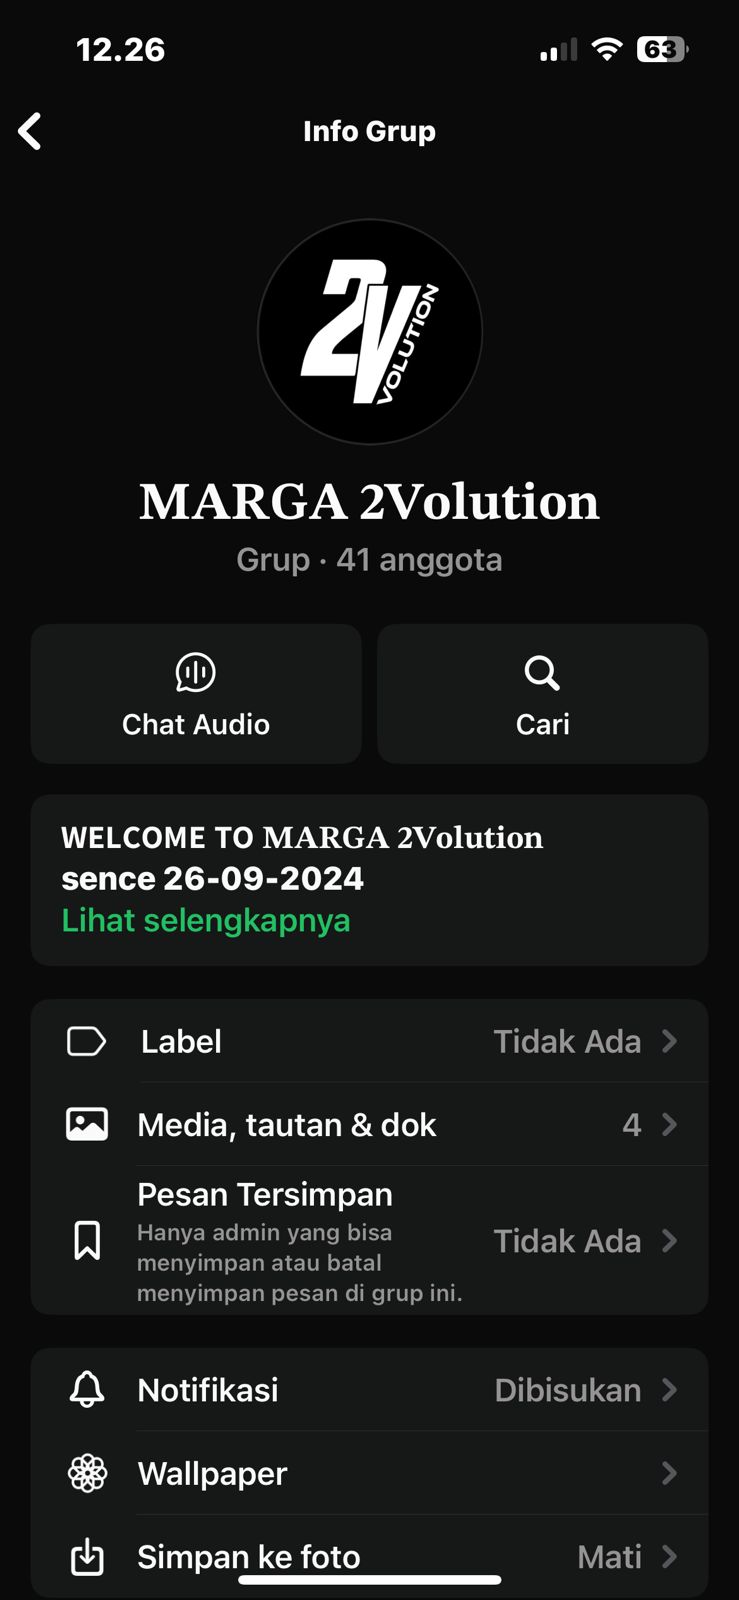 12.26
63
Info Grup
2V
VOLUTION
MARGA 2Volution
Grup · 41 anggota
Chat Audio
Cari
WELCOME TO MARGA 2Volution
sence 26-09-2024
Lihat selengkapnya
Label
Tidak Ada
Media, tautan & dok
4
Pesan Tersimpan
Hanya admin yang bisa
menyimpan atau batal
menyimpan pesan di grup ini.
Tidak Ada
Notifikasi
Dibisukan
Wallpaper
Simpan ke foto
Mati